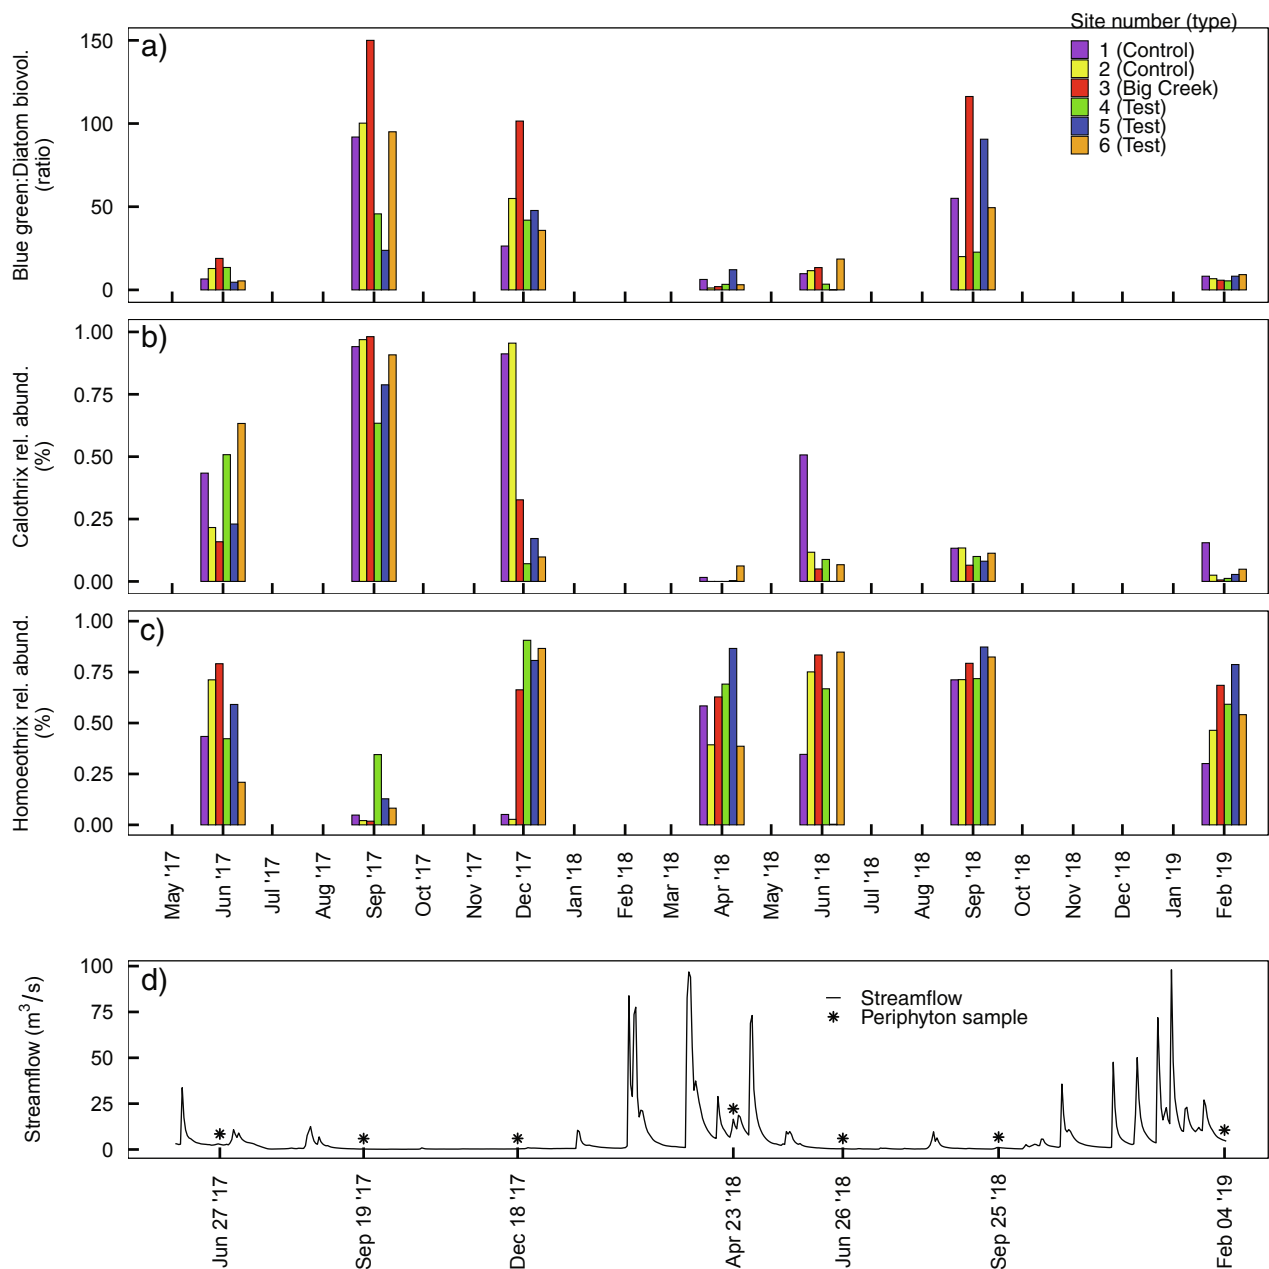 Site number (type)
1 (Control)
2 (Control)
3 (Big Creek)
4 (Test)
5 (Test)
6 (Test)
a)
Blue green:Diatom biovol.
(ratio)
150
100
50
0
b)
Calothrix rel. abund.
(%)
1.00
0.75
0.50
0.25
0.00
c)
Homoeothrix rel. abund.
(%)
1.00
0.75
0.50
0.25
0.00
May '17
Jun '17
Jul '17
Aug '17
Sep '17
Oct '17
Nov '17
Dec '17
Jan '18
Feb '18
Mar '18
Apr '18
May '18
Jun '18
Jul '18
Aug '18
Sep '18
Oct '18
Nov '18
Dec '18
Jan '19
Feb '19
d)
Streamflow (m³/s)
100
75
50
25
0
Streamflow
Periphyton sample
Jun 27 '17
Sep 19 '17
Dec 18 '17
Apr 23 '18
Jun 26 '18
Sep 25 '18
Feb 04 '19